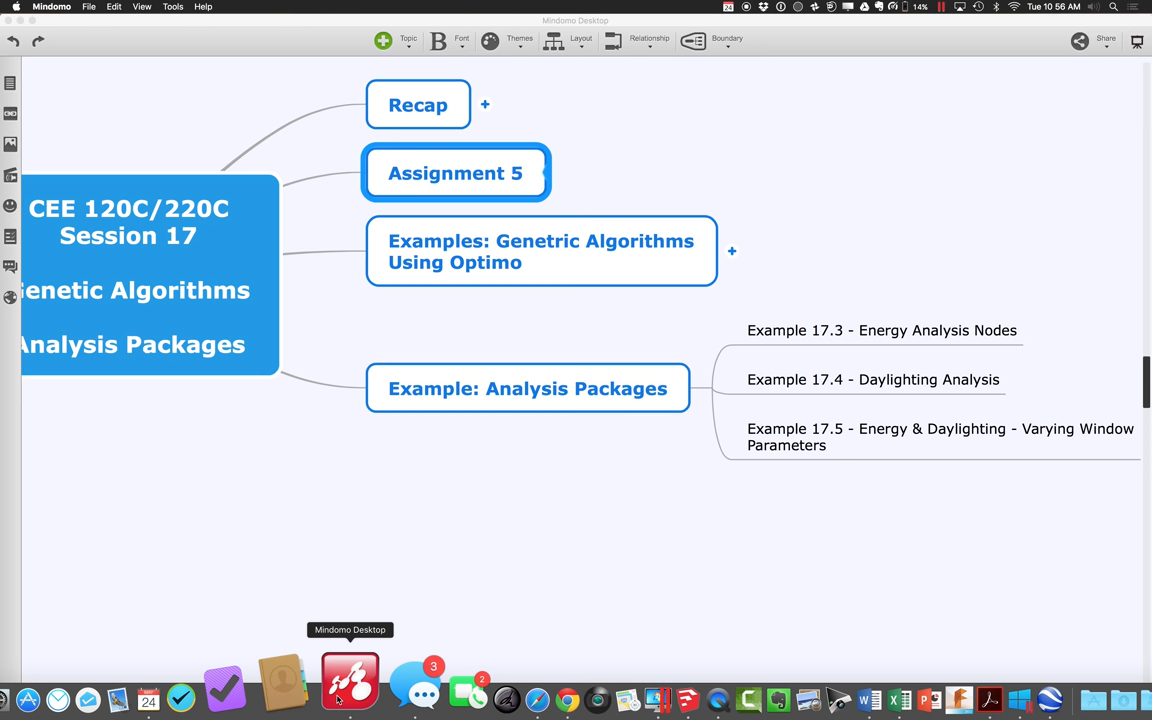 Mindomo File Edit View Tools Help
24 14% Tue 10 56 AM
Mindomo Desktop
Topic B Font Themes Layout Relationship Boundary Share
Recap +
Assignment 5
CEE 120C/220C
Session 17
Genetic Algorithms
Analysis Packages
Examples: Genetric Algorithms
Using Optimo +
Example: Analysis Packages
Example 17.3 - Energy Analysis Nodes
Example 17.4 - Daylighting Analysis
Example 17.5 - Energy & Daylighting - Varying Window
Parameters
Mindomo Desktop
3
2
24